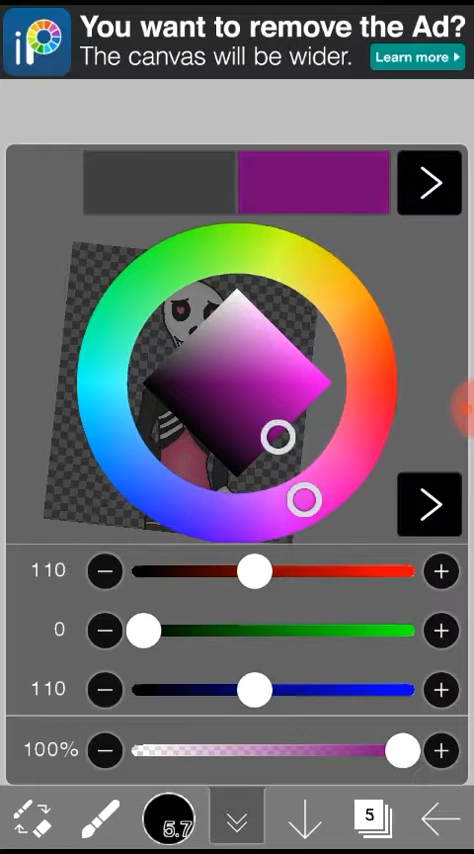 iP
You want to remove the Ad?
The canvas will be wider.
Learn more
110
0
110
100%
5.7
5